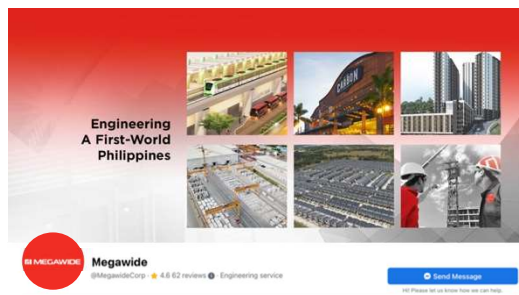 Engineering
A First-World
Philippines
CARBON
MEGAWIDE
Megawide
@MegawideCorp · 4.6 62 reviews · Engineering service
Send Message
Hi! Please let us know how we can help.